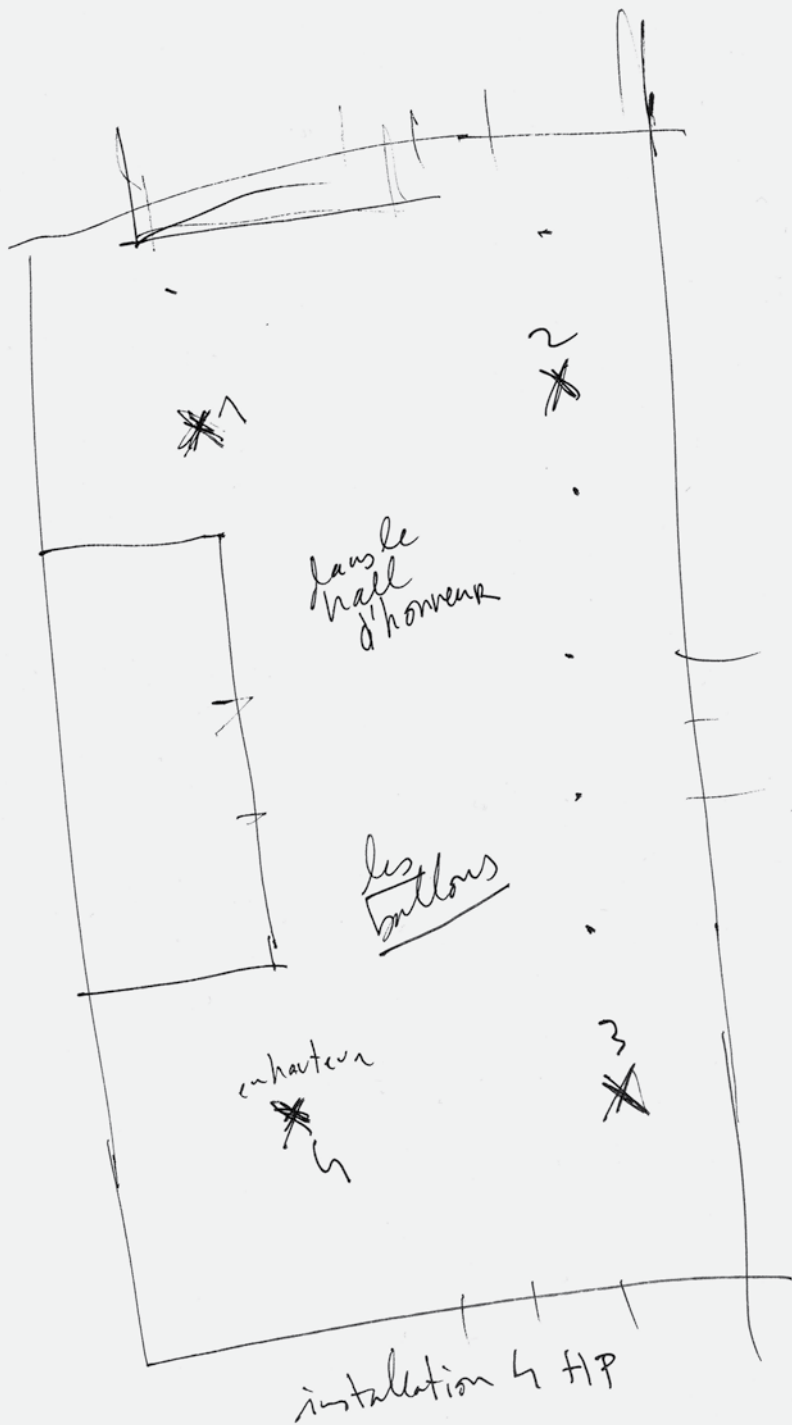 2
1
dans le
hall
d'honneur
les
ballons
3
en hauteur
4
installation 4 HP